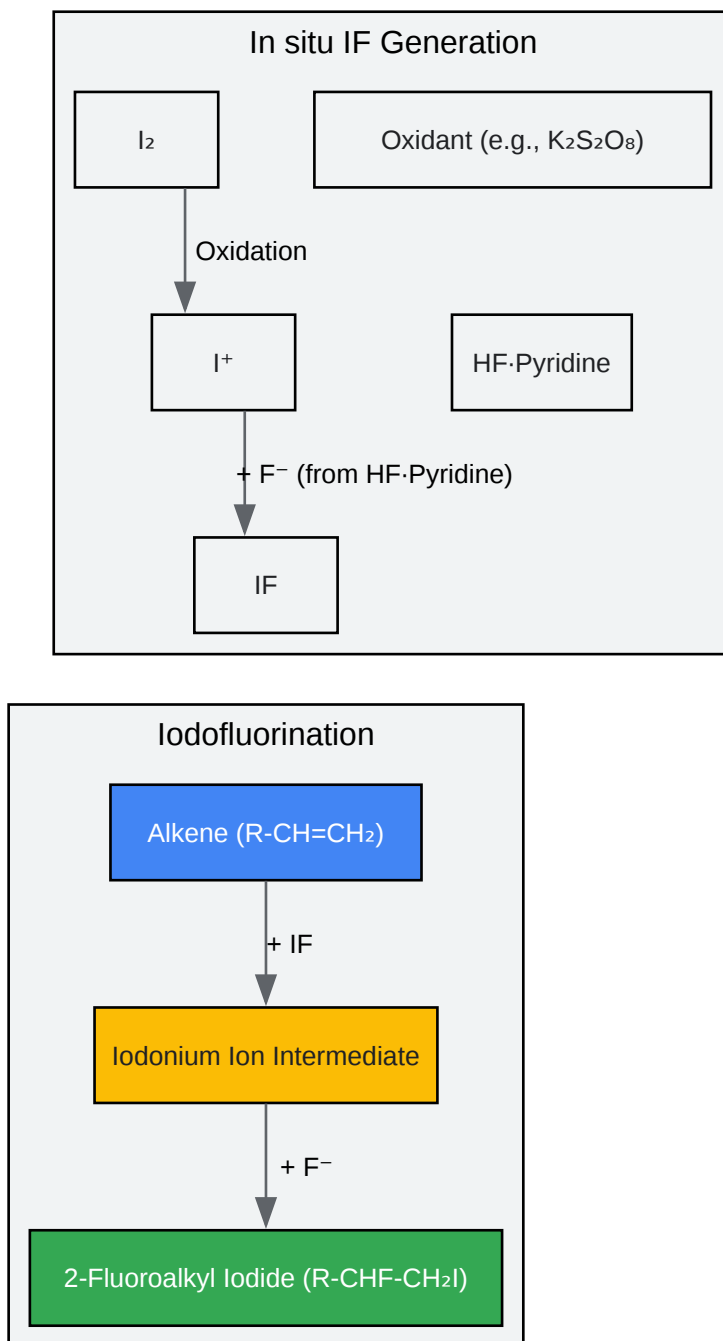 In situ IF Generation
I₂
Oxidant (e.g., K₂S₂O₈)
Oxidation
I⁺
HF·Pyridine
+ F⁻ (from HF·Pyridine)
IF
Iodofluorination
Alkene (R-CH=CH₂)
+ IF
Iodonium Ion Intermediate
+ F⁻
2-Fluoroalkyl Iodide (R-CHF-CH₂I)